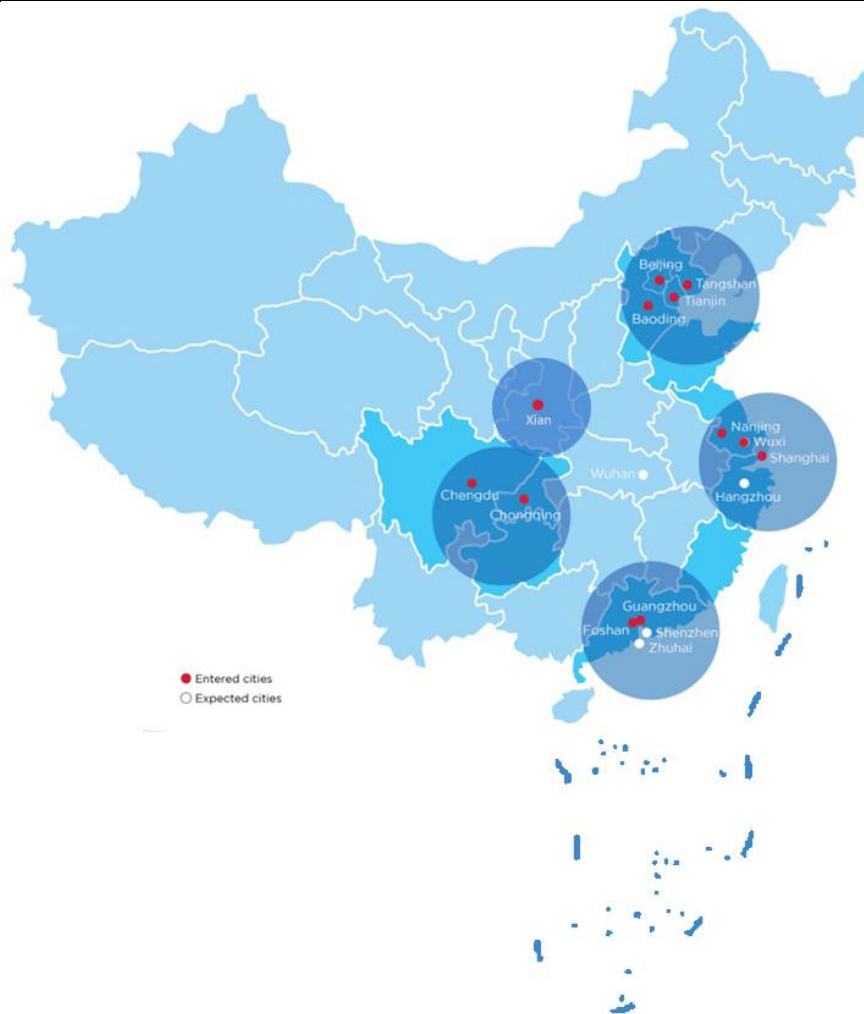 Beijing
Tangshan
Tianjin
Baoding
Xian
Nanjing
Wuxi
Shanghai
Wuhan
Hangzhou
Chengdu
Chongqing
Guangzhou
Foshan
Shenzhen
Zhuhai
Entered cities
Expected cities